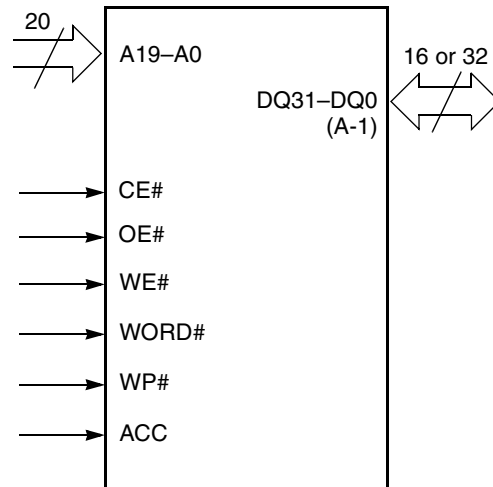 20
A19–A0
16 or 32
DQ31–DQ0
(A-1)
CE#
OE#
WE#
WORD#
WP#
ACC